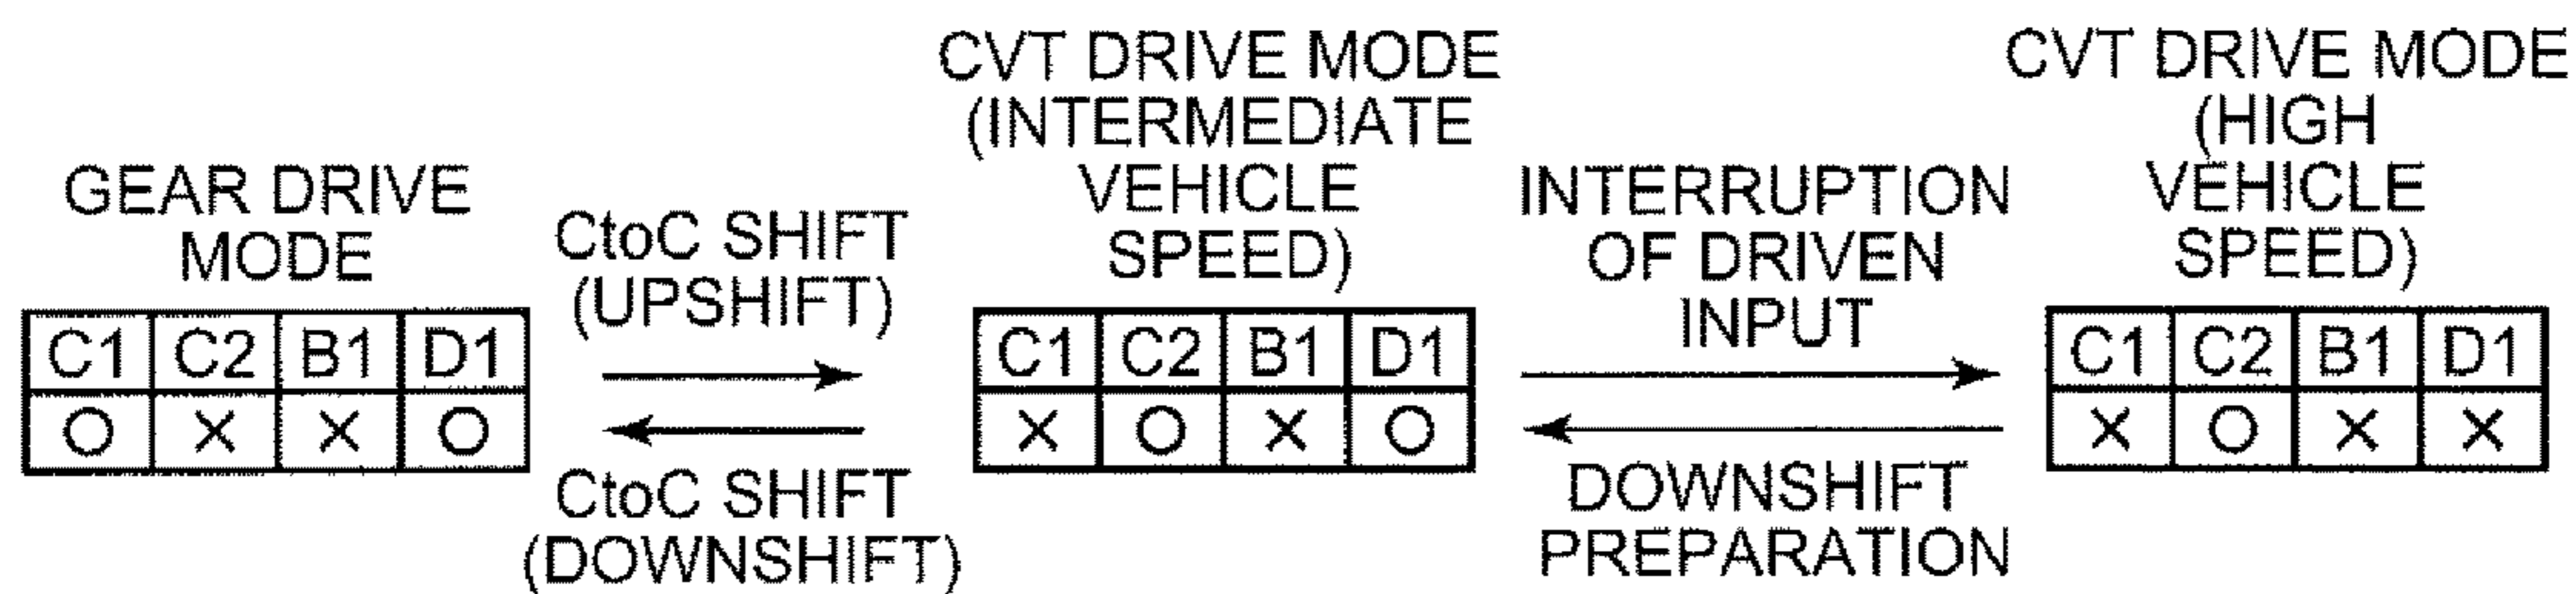 GEAR DRIVE
MODE
C1 C2 B1 D1
O X X O
CtoC SHIFT
(UPSHIFT)
CtoC SHIFT
(DOWNSHIFT)
CVT DRIVE MODE
(INTERMEDIATE
VEHICLE
SPEED)
C1 C2 B1 D1
X O X O
INTERRUPTION
OF DRIVEN
INPUT
DOWNSHIFT
PREPARATION
CVT DRIVE MODE
(HIGH
VEHICLE
SPEED)
C1 C2 B1 D1
X O X X